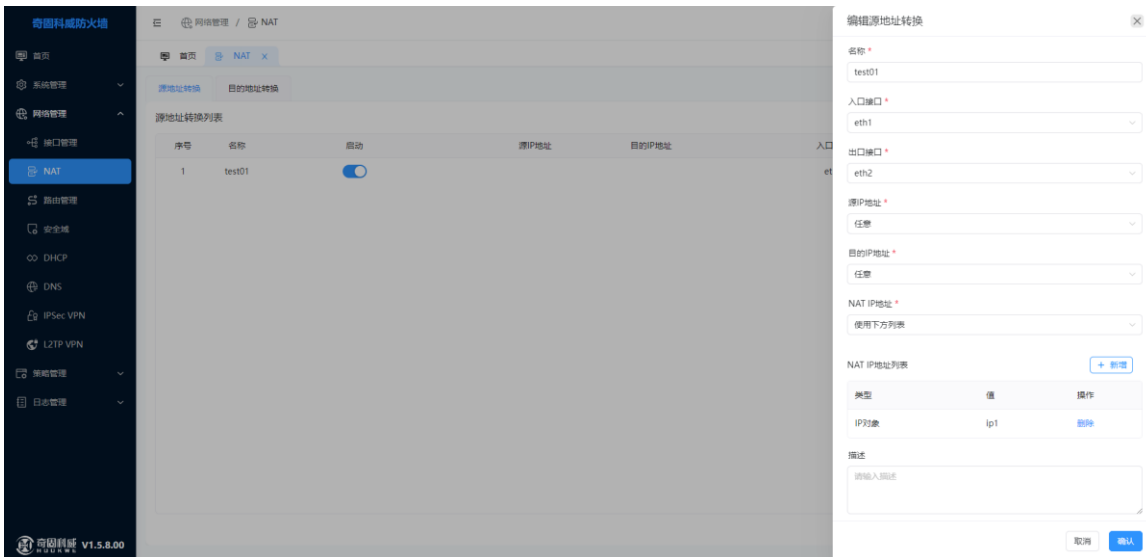 奇固科威防火墙
首页
系统管理
网络管理
接口管理
NAT
路由管理
安全域
DHCP
DNS
IPSec VPN
L2TP VPN
策略管理
日志管理
奇固科威 V1.5.8.00
网络管理 / NAT
首页 NAT ×
源地址转换 目的地址转换
源地址转换列表
序号 名称 启动 源IP地址 目的IP地址 入口
1 test01 et
编辑源地址转换
名称 *
test01
入口接口 *
eth1
出口接口 *
eth2
源IP地址 *
任意
目的IP地址 *
任意
NAT IP地址 *
使用下方列表
NAT IP地址列表 + 新增
类型 值 操作
IP对象 ip1 删除
描述
请输入描述
取消 确认